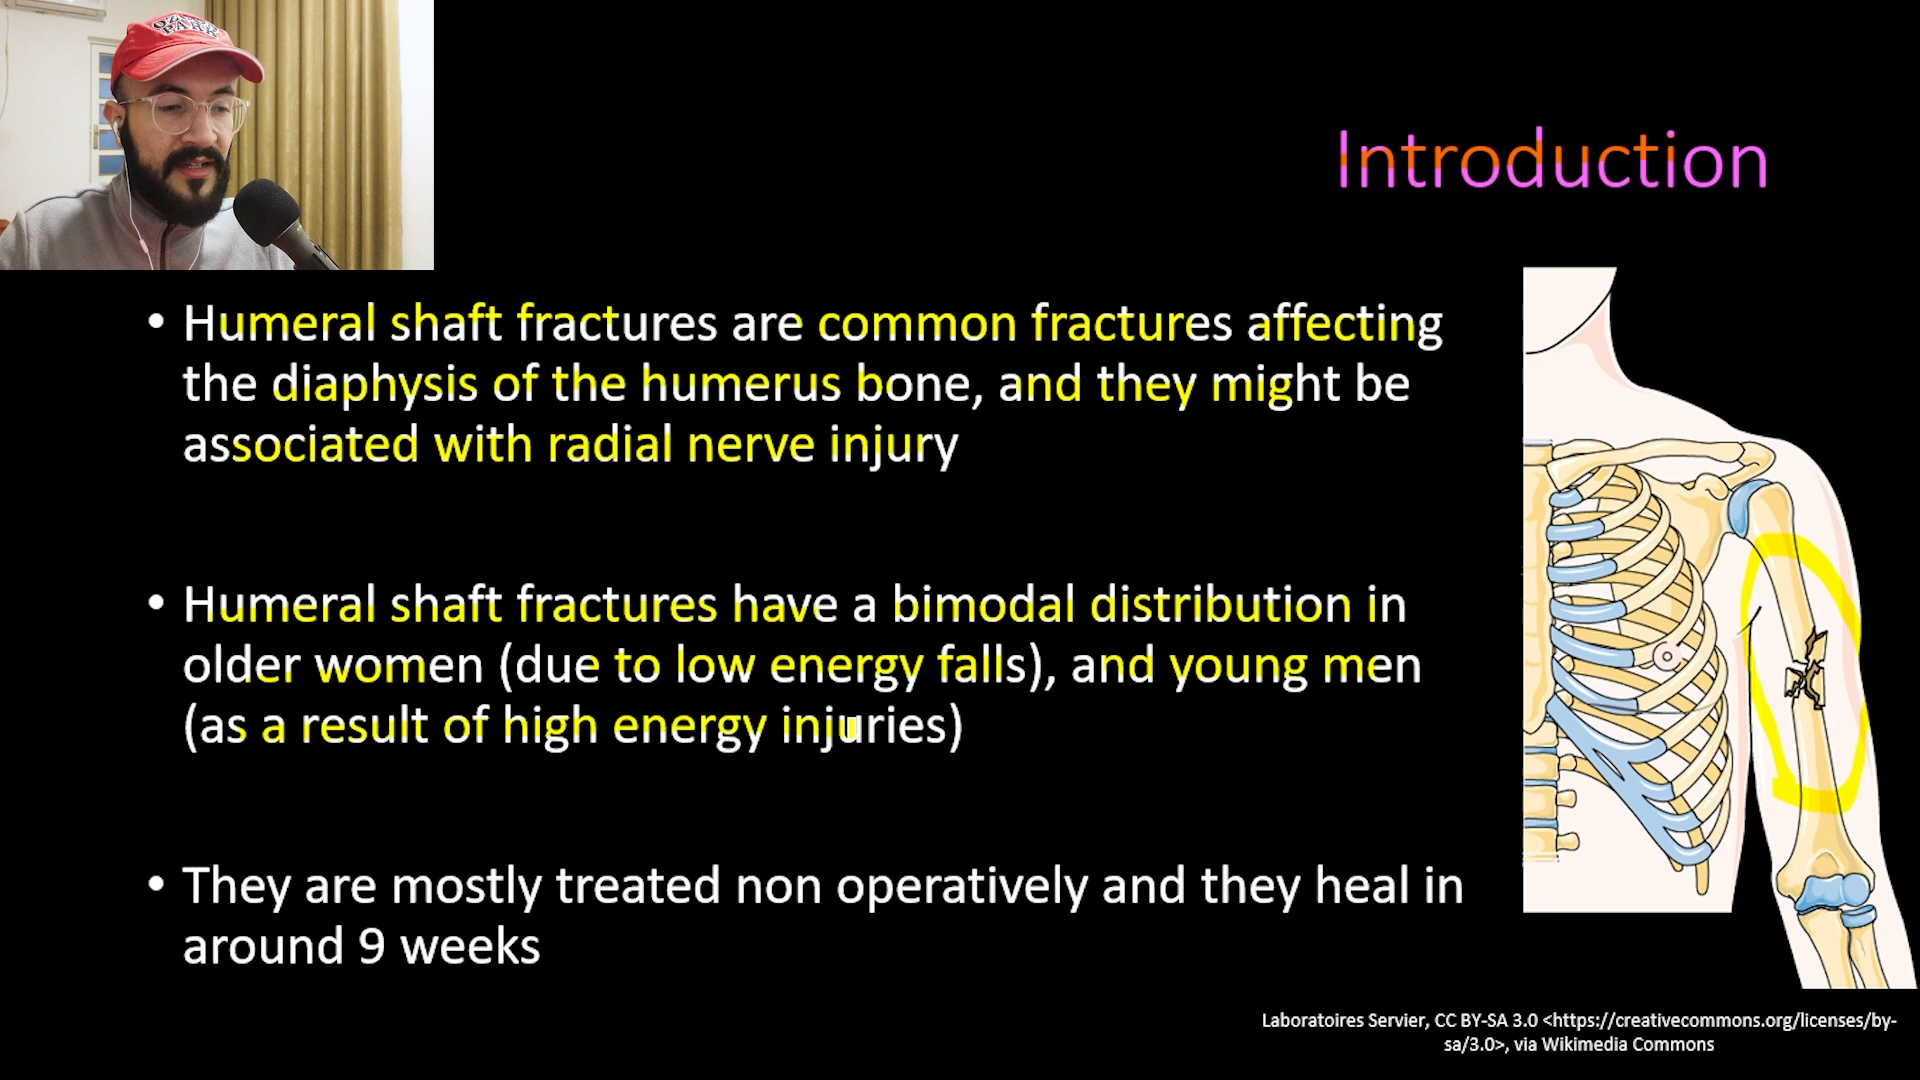 PARK
Introduction
• Humeral shaft fractures are common fractures affecting
the diaphysis of the humerus bone, and they might be
associated with radial nerve injury
• Humeral shaft fractures have a bimodal distribution in
older women (due to low energy falls), and young men
(as a result of high energy injuries)
• They are mostly treated non operatively and they heal in
around 9 weeks
Laboratoires Servier, CC BY-SA 3.0 <https://creativecommons.org/licenses/by-
sa/3.0>, via Wikimedia Commons